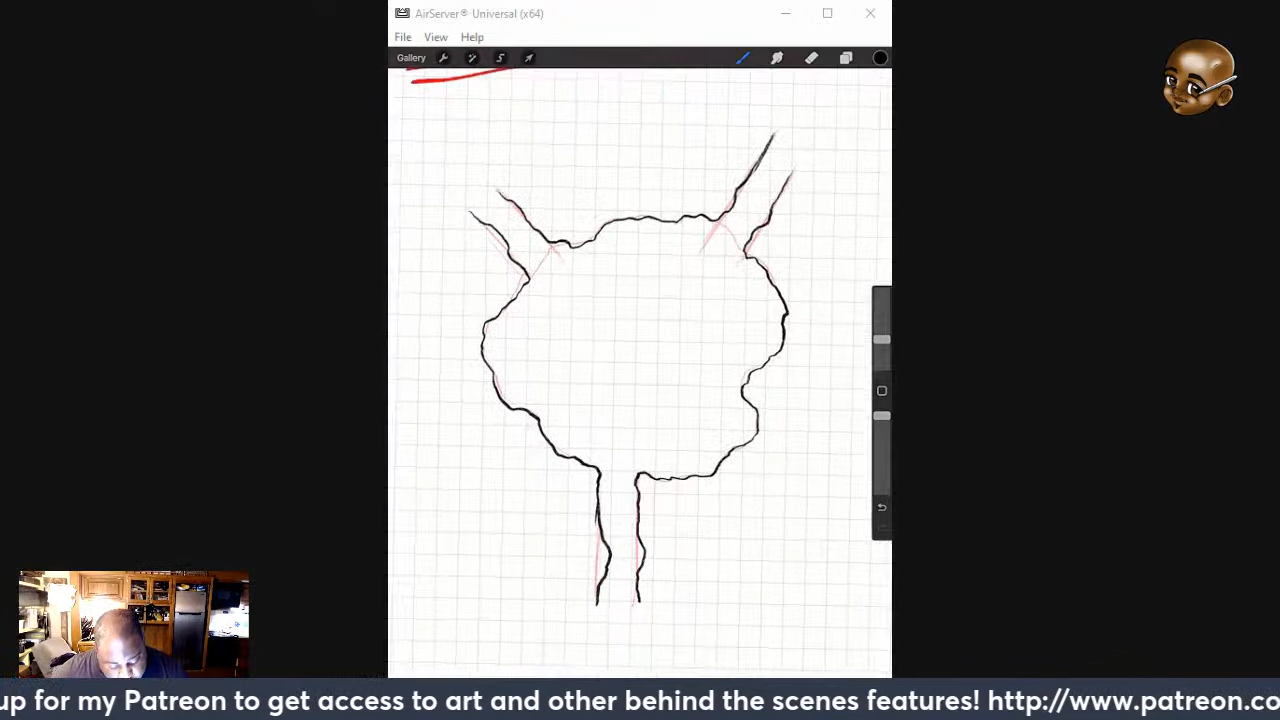 AirServer® Universal (x64)
File View Help
Gallery
up for my Patreon to get access to art and other behind the scenes features! http://www.patreon.co